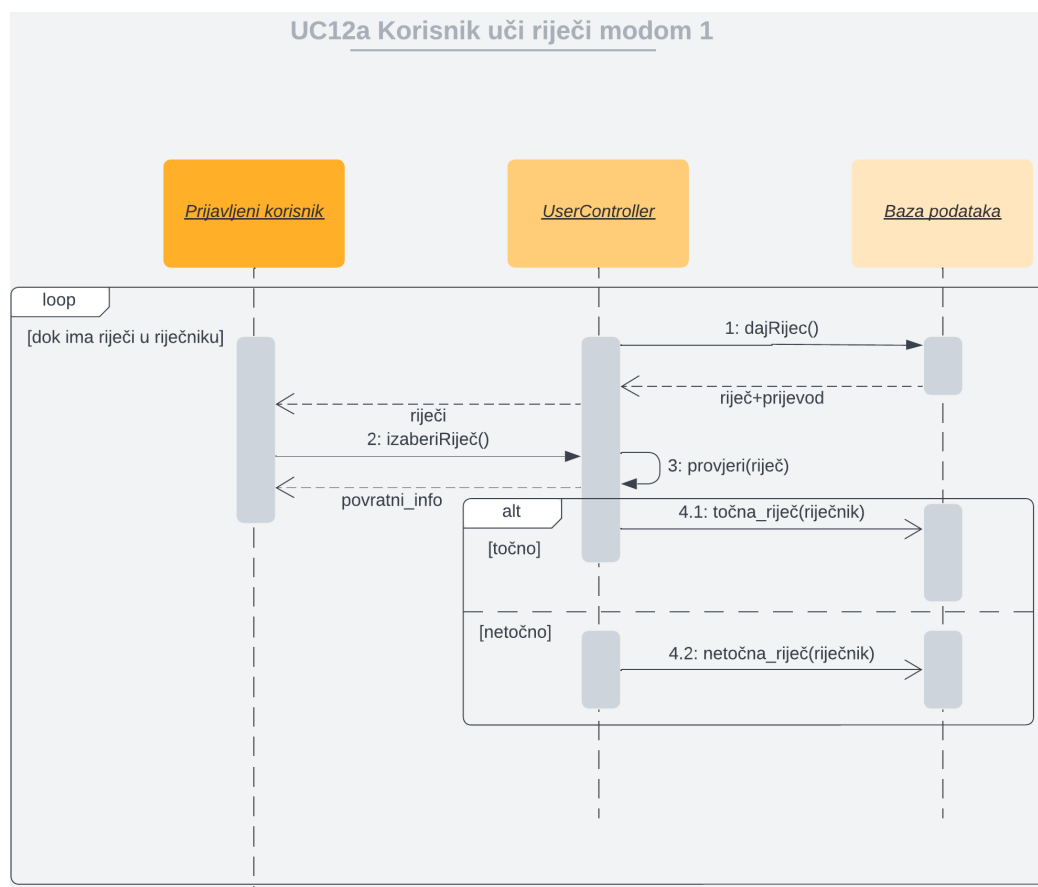 UC12a Korisnik uči riječi modom 1
Prijavljeni korisnik
UserController
Baza podataka
loop
[dok ima riječi u riječniku]
1: dajRijec()
riječ+prijevod
riječi
2: izaberiRiječ()
3: provjeri(riječ)
povratni_info
alt
4.1: točna_riječ(riječnik)
[točno]
[netočno]
4.2: netočna_riječ(riječnik)